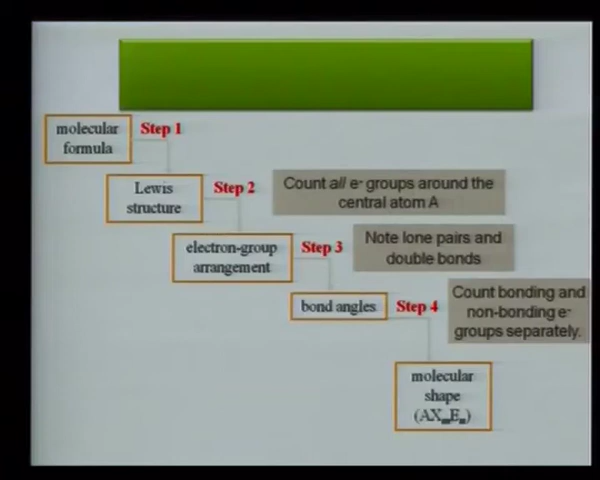 molecular
formula
Step 1
Lewis
structure
Step 2
Count all e- groups around the
central atom A
electron-group
arrangement
Step 3
Note lone pairs and
double bonds
bond angles
Step 4
Count bonding and
non-bonding e-
groups separately.
molecular
shape
(AXmEn)